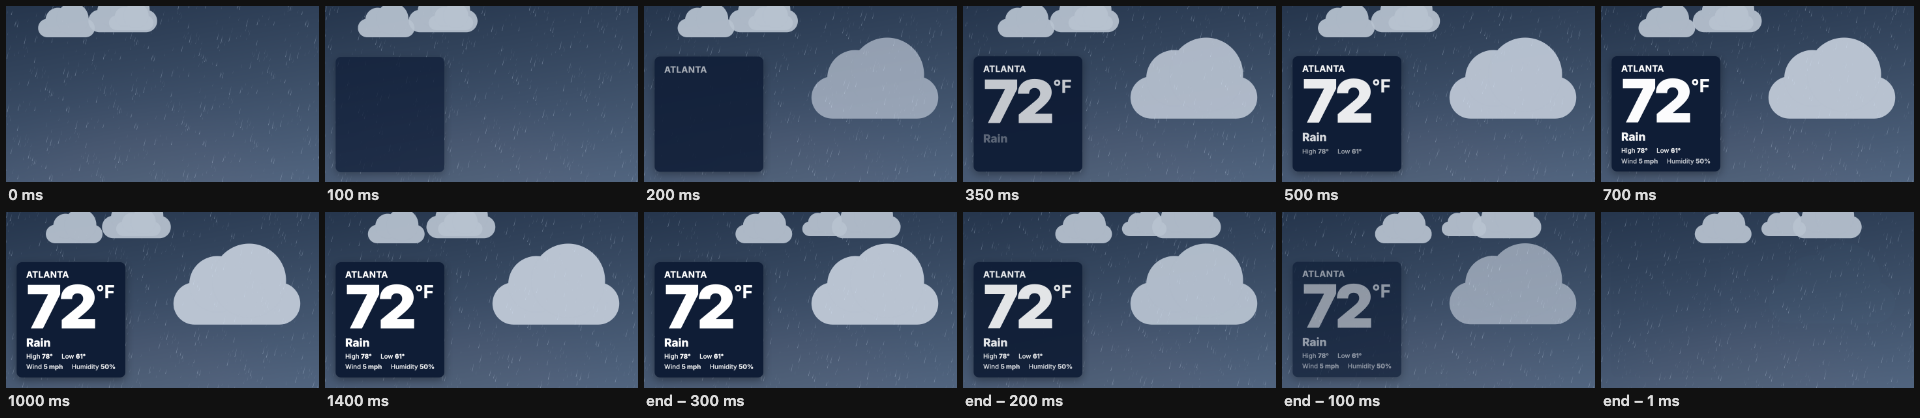 0 ms
100 ms
ATLANTA
200 ms
ATLANTA
72°F
Rain
350 ms
ATLANTA
72°F
Rain
High 78° Low 61°
500 ms
ATLANTA
72°F
Rain
High 78° Low 61°
Wind 5 mph Humidity 50%
700 ms
ATLANTA
72°F
Rain
High 78° Low 61°
Wind 5 mph Humidity 50%
1000 ms
ATLANTA
72°F
Rain
High 78° Low 61°
Wind 5 mph Humidity 50%
1400 ms
ATLANTA
72°F
Rain
High 78° Low 61°
Wind 5 mph Humidity 50%
end – 300 ms
ATLANTA
72°F
Rain
High 78° Low 61°
Wind 5 mph Humidity 50%
end – 200 ms
ATLANTA
72°F
Rain
High 78° Low 61°
Wind 5 mph Humidity 50%
end – 100 ms
end – 1 ms